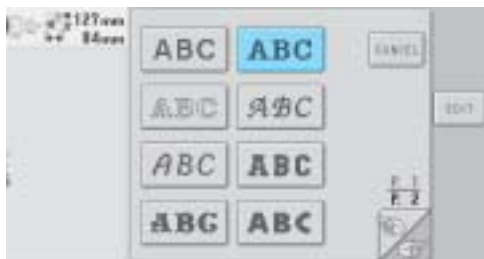 127mm
84mm
ABC ABC CANCEL
ABC ABC EDIT
ABC ABC
P. 1
P. 2
ABC ABC